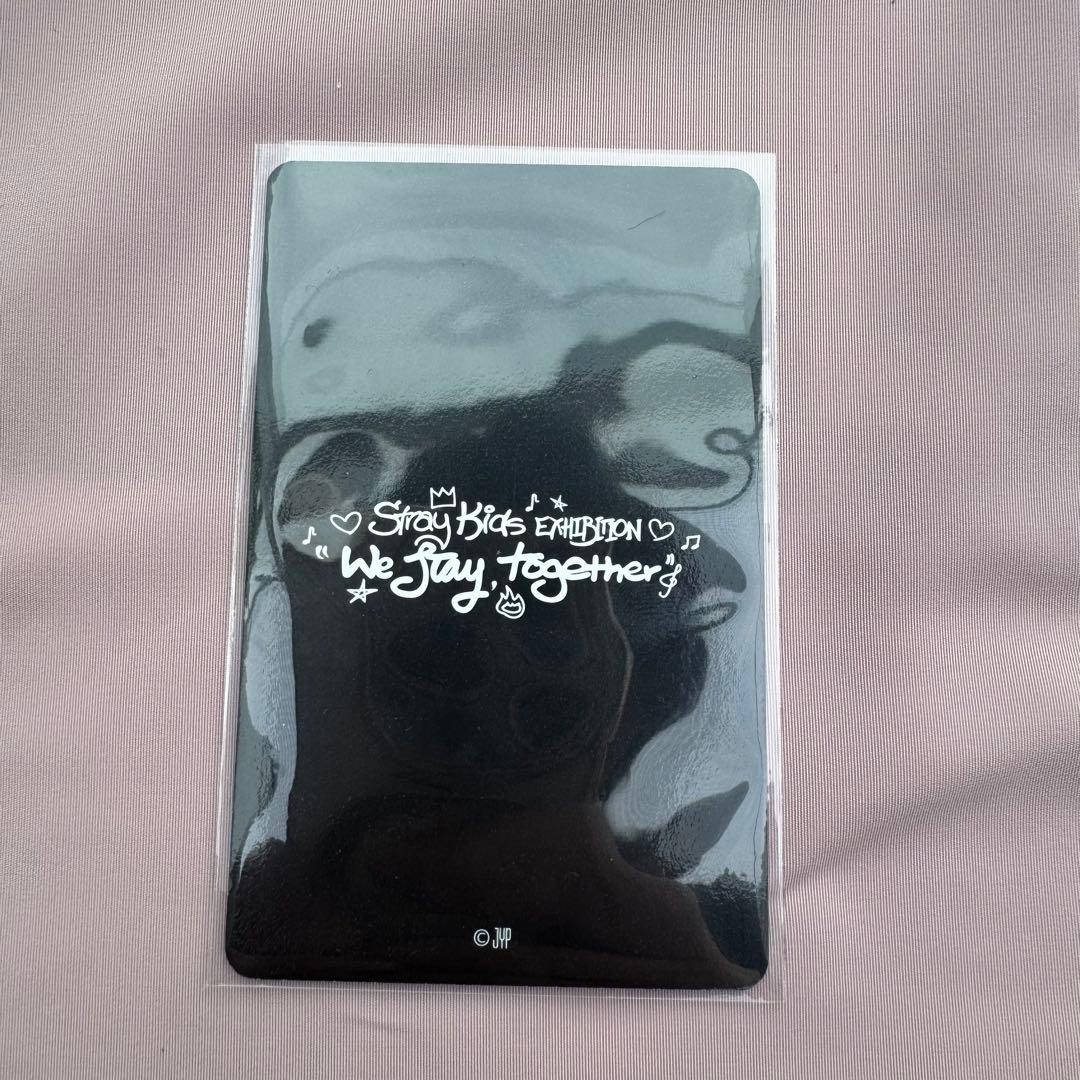 Stray Kids EXHIBITION
"We Stay, together"
© JYP